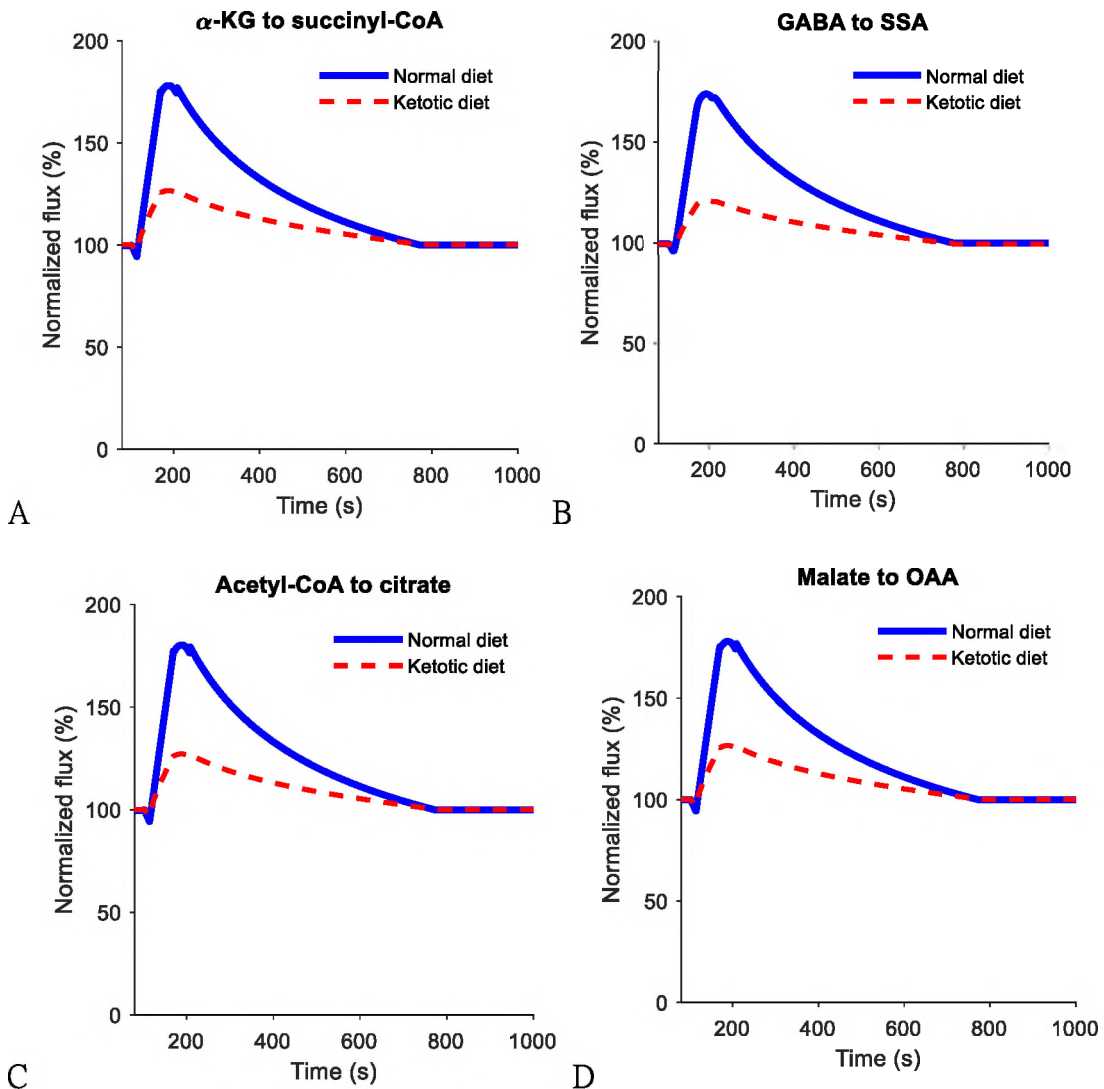 α-KG to succinyl-CoA
200
150
100
50
0
Normalized flux (%)
Normal diet
Ketotic diet
200 400 600 800 1000
Time (s)
A
GABA to SSA
200
150
100
50
0
Normalized flux (%)
Normal diet
Ketotic diet
200 400 600 800 1000
Time (s)
B
Acetyl-CoA to citrate
200
150
100
50
0
Normalized flux (%)
Normal diet
Ketotic diet
200 400 600 800 1000
Time (s)
C
Malate to OAA
200
150
100
50
0
Normalized flux (%)
Normal diet
Ketotic diet
200 400 600 800 1000
Time (s)
D